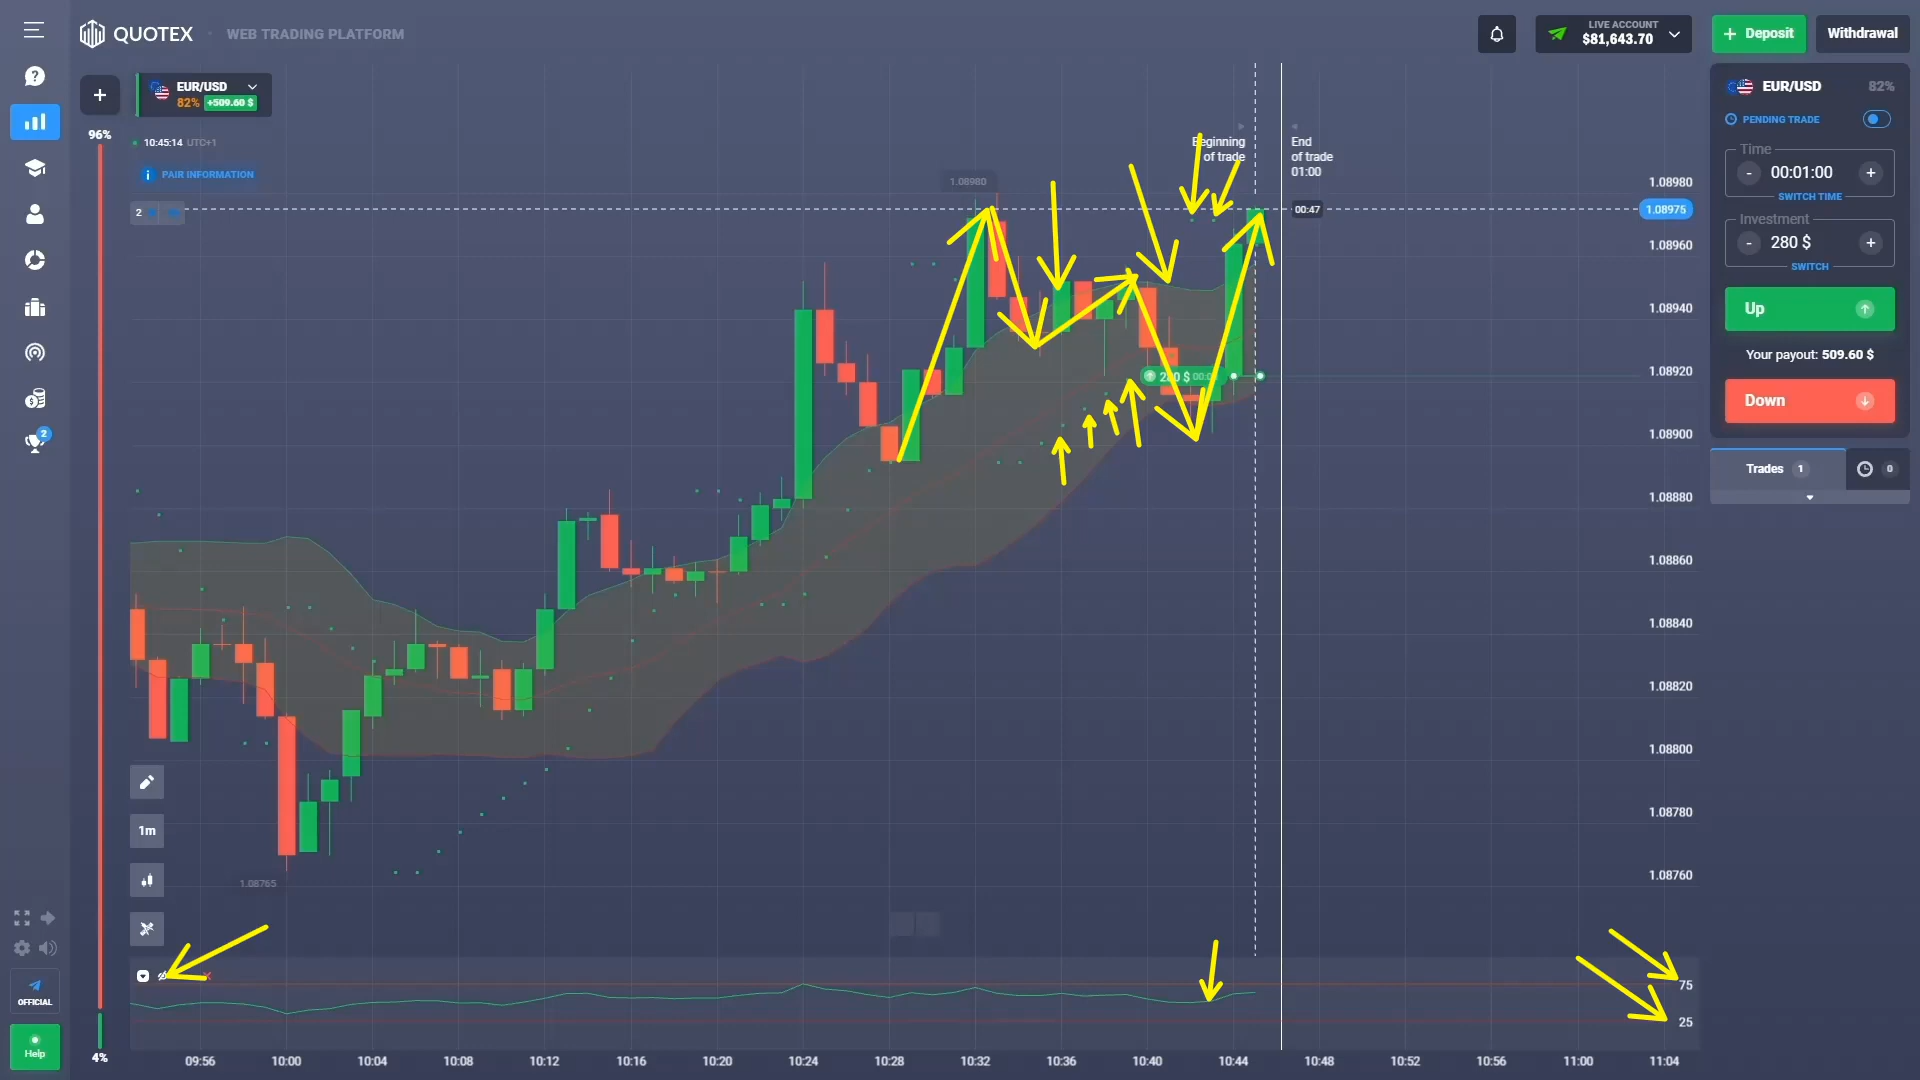 QUOTEX
WEB TRADING PLATFORM
LIVE ACCOUNT
$81,643.70
+ Deposit
Withdrawal
+
EUR/USD
82%
+509.60 $
96%
10:45:14 UTC+1
PAIR INFORMATION
2
1.08980
Beginning
of trade
End
of trade
01:00
00:47
280 $
1.08980
1.08975
1.08960
1.08940
1.08920
1.08900
1.08880
1.08860
1.08840
1.08820
1.08800
1.08780
1.08760
1.08765
1m
75
25
4%
09:56
10:00
10:04
10:08
10:12
10:16
10:20
10:24
10:28
10:32
10:36
10:40
10:44
10:48
10:52
10:56
11:00
11:04
EUR/USD
82%
PENDING TRADE
Time
- 00:01:00 +
SWITCH TIME
Investment
- 280 $ +
SWITCH
Up
Your payout: 509.60 $
Down
Trades 1
0
2
OFFICIAL
Help